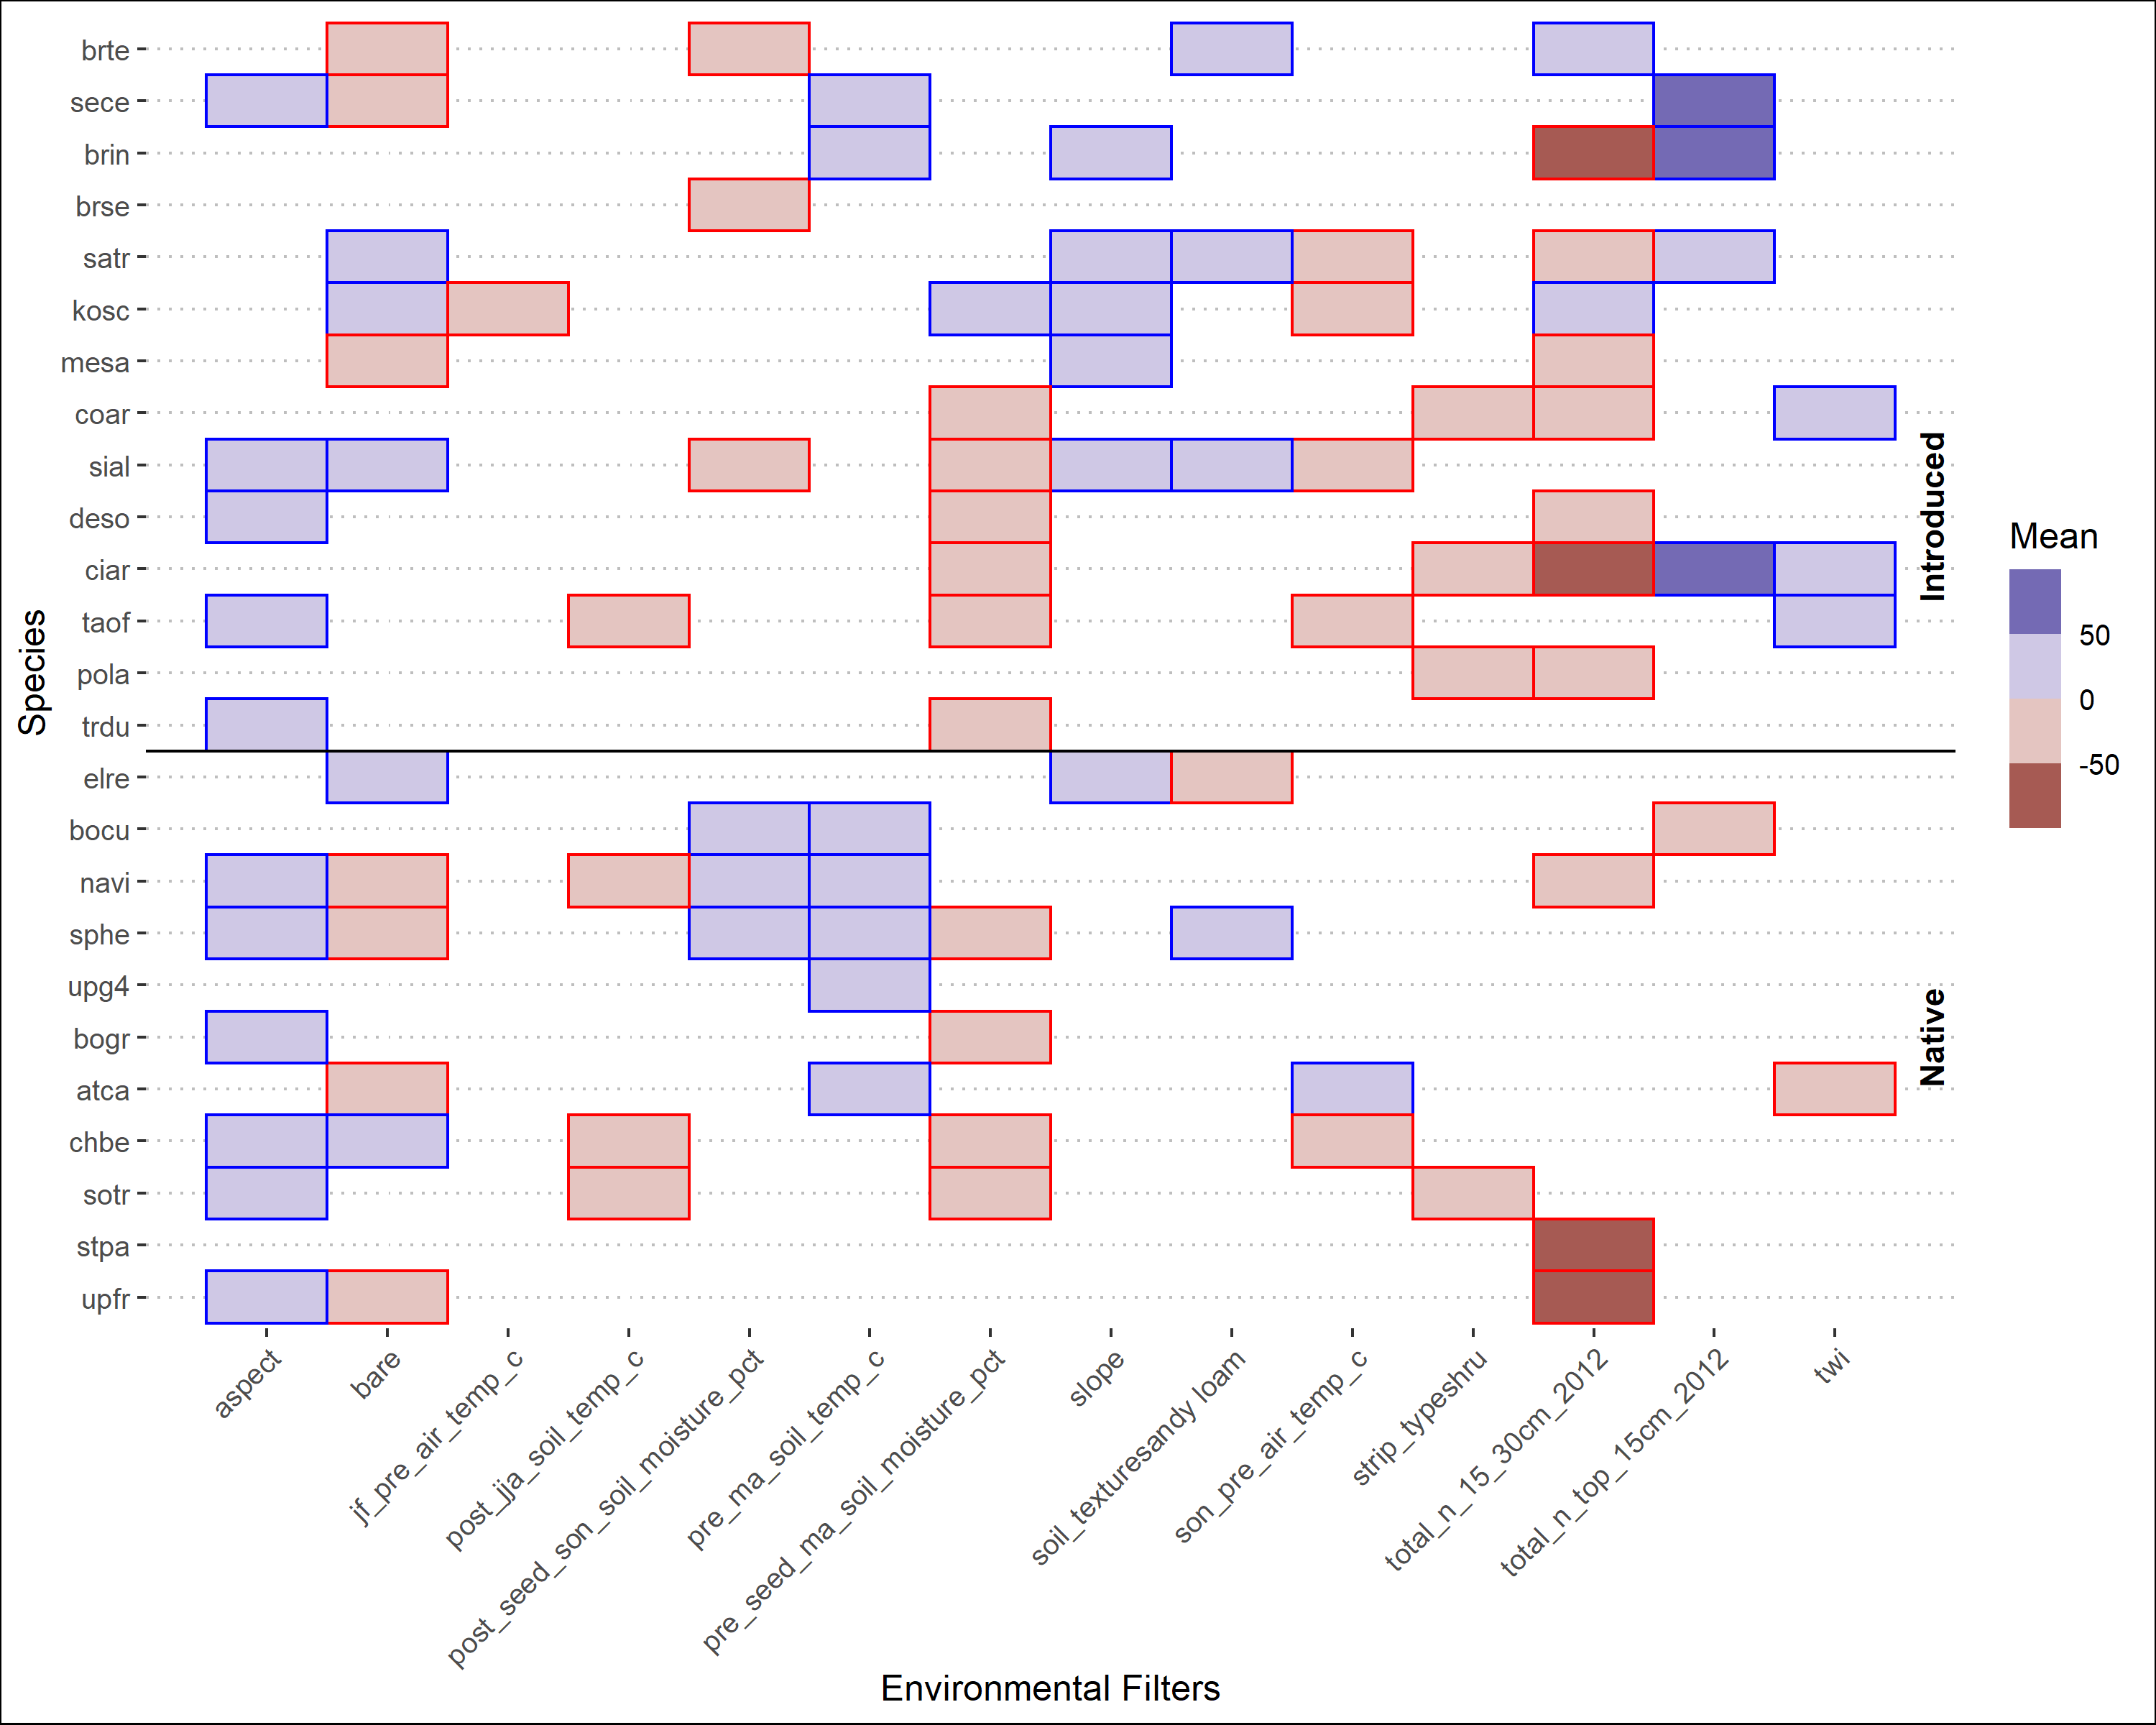 Species
brte
sece
brin
brse
satr
kosc
mesa
coar
sial
deso
ciar
taof
pola
trdu
elre
bocu
navi
sphe
upg4
bogr
atca
chbe
sotr
stpa
upfr
Introduced
Native
Mean
50
0
-50
aspect
bare
jf_pre_air_temp_c
post_jja_soil_temp_c
post_seed_son_soil_moisture_pct
pre_ma_soil_temp_c
pre_seed_ma_soil_moisture_pct
slope
soil_texturesandy loam
son_pre_air_temp_c
strip_typeshru
total_n_15_30cm_2012
total_n_top_15cm_2012
twi
Environmental Filters